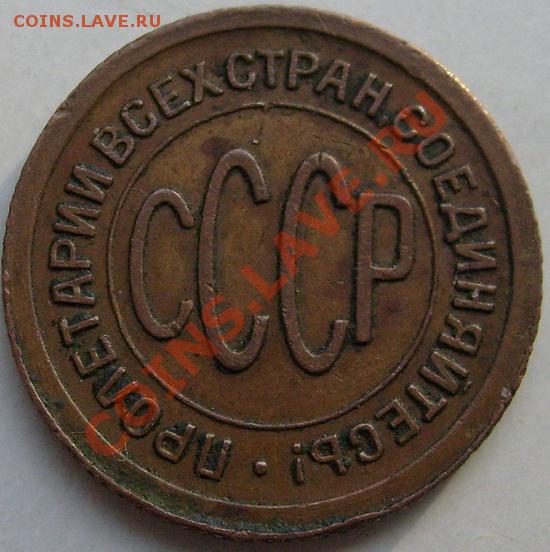 COINS.LAVE.RU
ПРОЛЕТАРИИ ВСЕХ СТРАН, СОЕДИНЯЙТЕСЬ! •
СССР
COINS.LAVE.RU